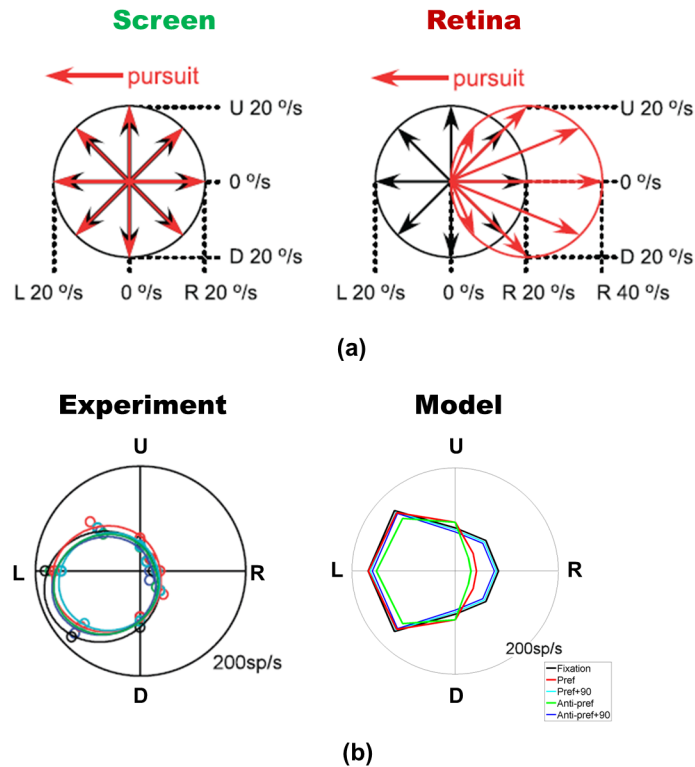 Screen
Retina
pursuit
U 20 º/s
0 º/s
D 20 º/s
L 20 º/s 0 º/s R 20 º/s
pursuit
U 20 º/s
0 º/s
D 20 º/s
L 20 º/s 0 º/s R 20 º/s R 40 º/s
(a)
Experiment
Model
U
L R
D
200sp/s
U
L R
D
200sp/s
Fixation
Pref
Pref+90
Anti-pref
Anti-pref+90
(b)